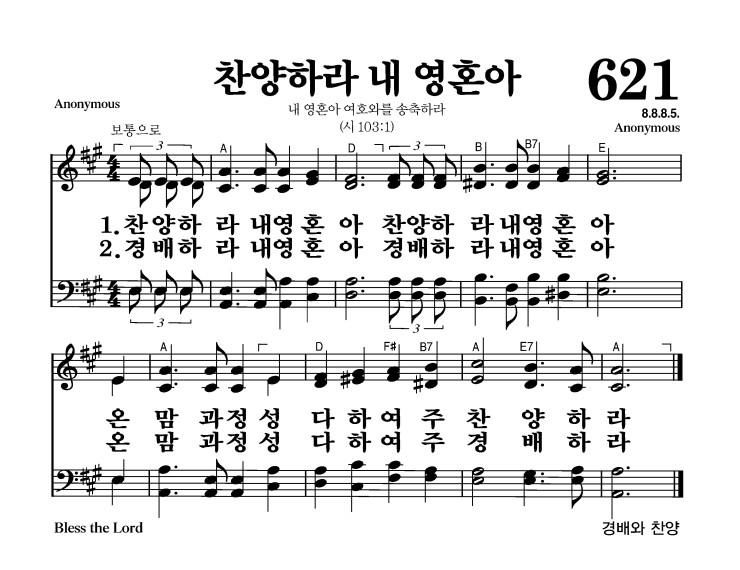 찬양하라 내 영혼아
621
Anonymous
내 영혼아 여호와를 송축하라
8.8.8.5.
보통으로
(시 103:1)
Anonymous
3 A D 3 B B7 E
1.찬양하 라 내영 혼 아 찬양하 라 내영 혼 아
2.경배하 라 내영 혼 아 경배하 라 내영 혼 아
3 3
A D F# B7 A E7 A
온 맘 과정 성 다 하 여 주 찬 양 하 라
온 맘 과정 성 다 하 여 주 경 배 하 라
Bless the Lord
경배와 찬양